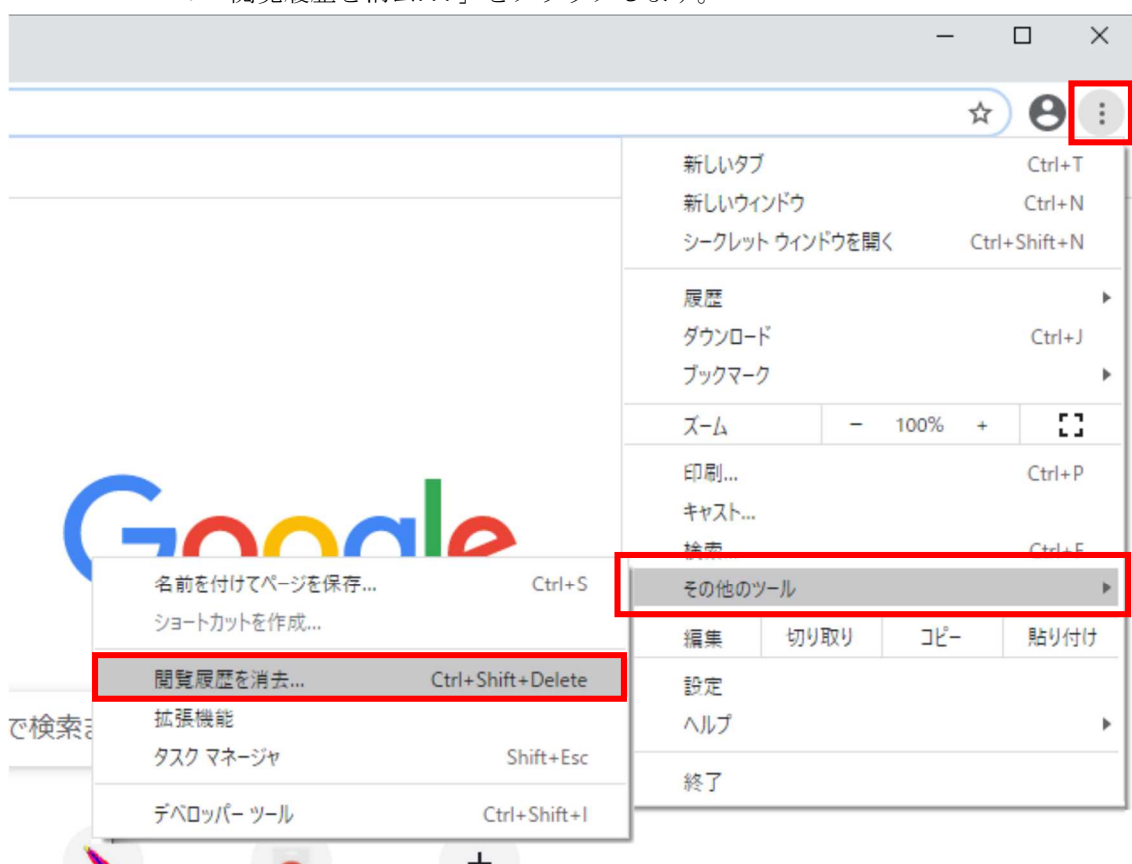 新しいタブ Ctrl+T
新しいウィンドウ Ctrl+N
シークレット ウィンドウを開く Ctrl+Shift+N
履歴
ダウンロード Ctrl+J
ブックマーク
ズーム − 100% +
印刷... Ctrl+P
キャスト...
検索... Ctrl+F
その他のツール
編集 切り取り コピー 貼り付け
設定
ヘルプ
終了
Google
名前を付けてページを保存... Ctrl+S
ショートカットを作成...
閲覧履歴を消去... Ctrl+Shift+Delete
拡張機能
タスク マネージャ Shift+Esc
デベロッパー ツール Ctrl+Shift+I
で検索